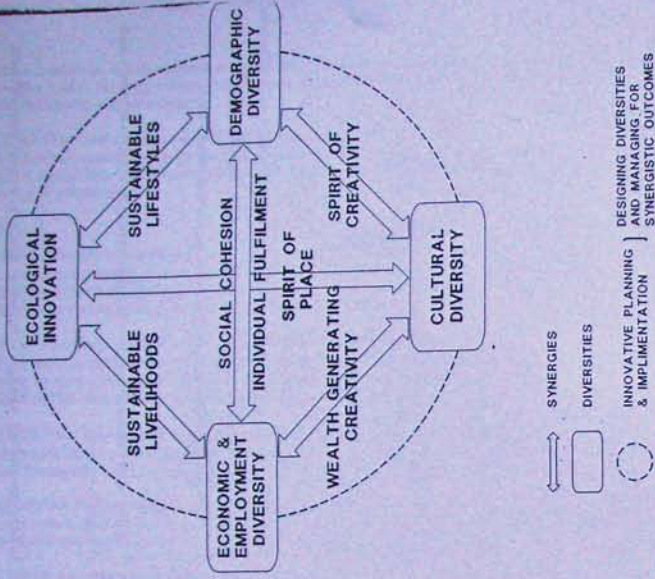 ECOLOGICAL
INNOVATION
SUSTAINABLE
LIVELIHOODS
SUSTAINABLE
LIFESTYLES
ECONOMIC &
EMPLOYMENT
DIVERSITY
SOCIAL COHESION
INDIVIDUAL FULFILMENT
DEMOGRAPHIC
DIVERSITY
SPIRIT OF
PLACE
WEALTH GENERATING
CREATIVITY
SPIRIT OF
CREATIVITY
CULTURAL
DIVERSITY
SYNERGIES
DIVERSITIES
INNOVATIVE PLANNING
& IMPLIMENTATION
DESIGNING DIVERSITIES
AND MANAGING FOR
SYNERGISTIC OUTCOMES